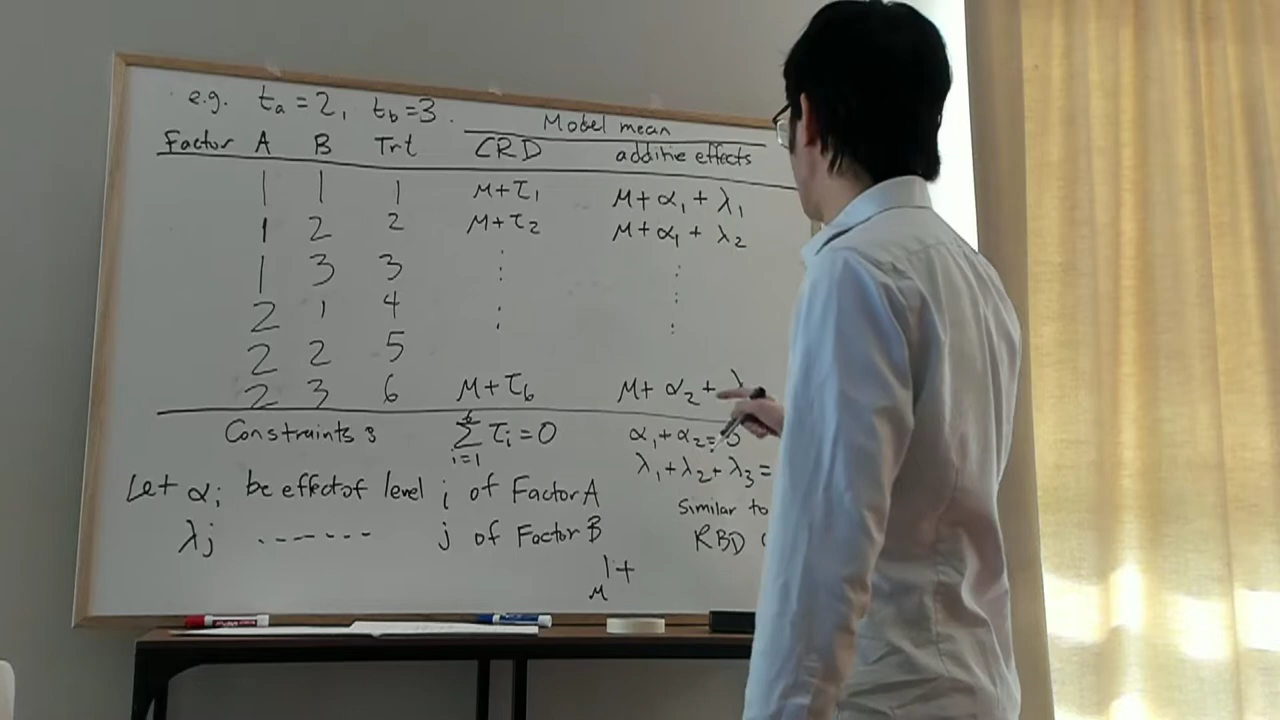 e.g. tₐ = 2, t_b = 3.
Model mean
Factor A B Trt CRD additive effects
1 1 1 μ+τ₁ μ+α₁+λ₁
1 2 2 μ+τ₂ μ+α₁+λ₂
1 3 3 ⋮ ⋮
2 1 4
2 2 5
2 3 6 μ+τ₆ μ+α₂+λ
Constraints: 6 Σ i=1 τᵢ=0 α₁+α₂=0
λ₁+λ₂+λ₃=
Let αᵢ be effect of level i of Factor A
Similar to
λⱼ ------- j of Factor B
RBD
1+
μ